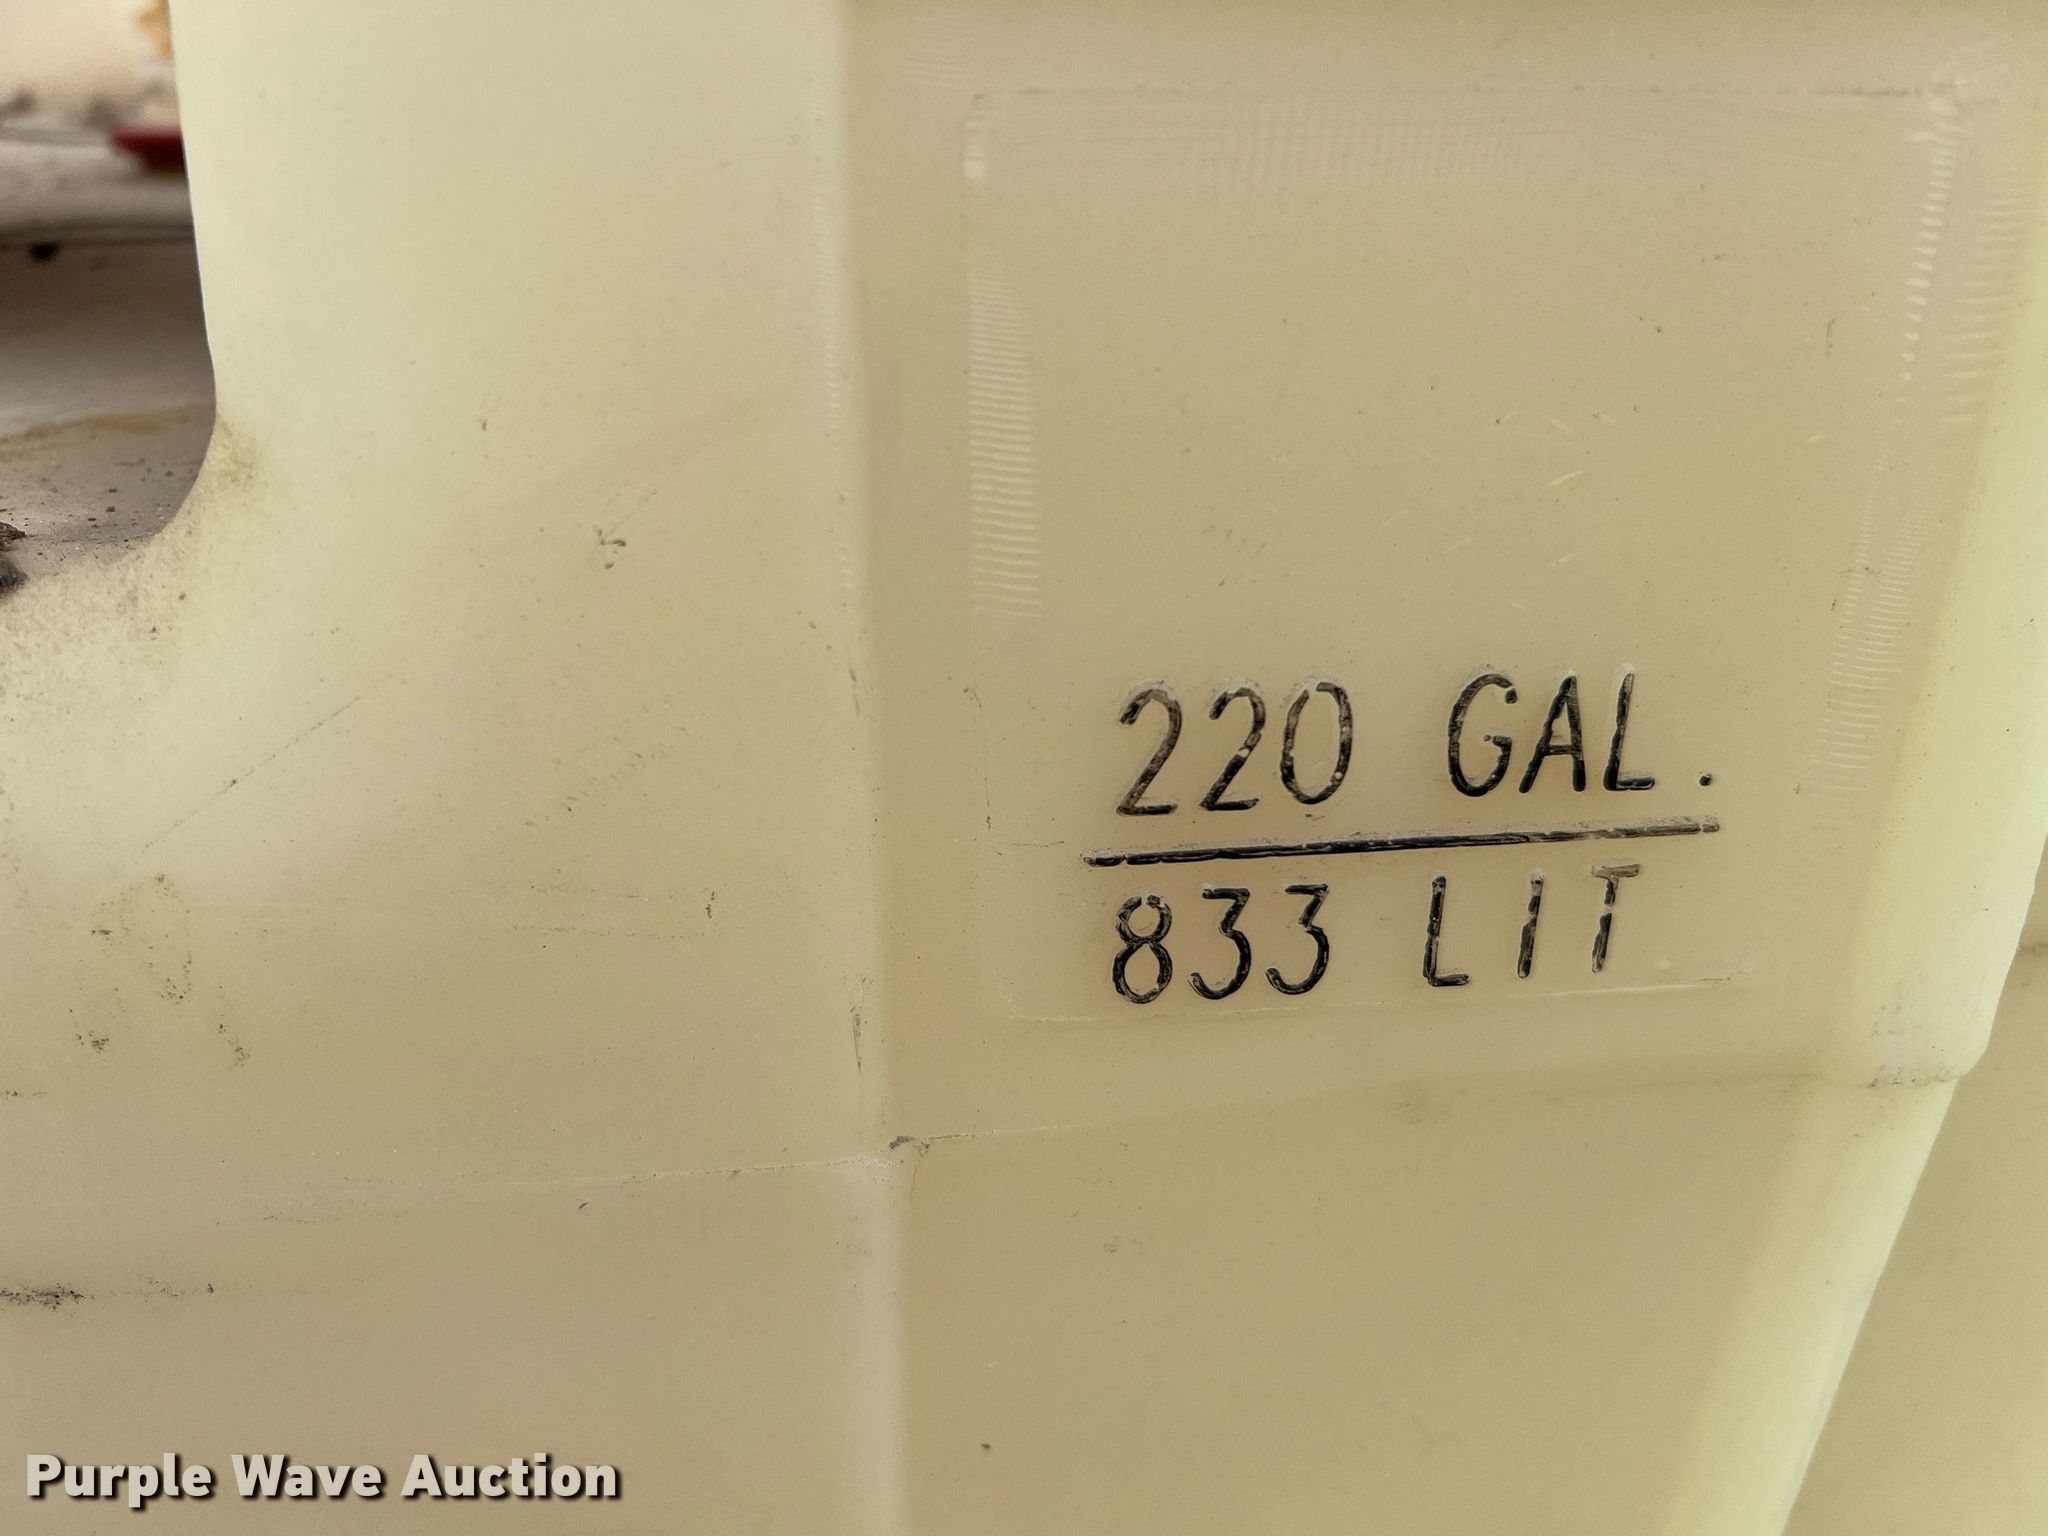 220 GAL.
833 LIT
Purple Wave Auction